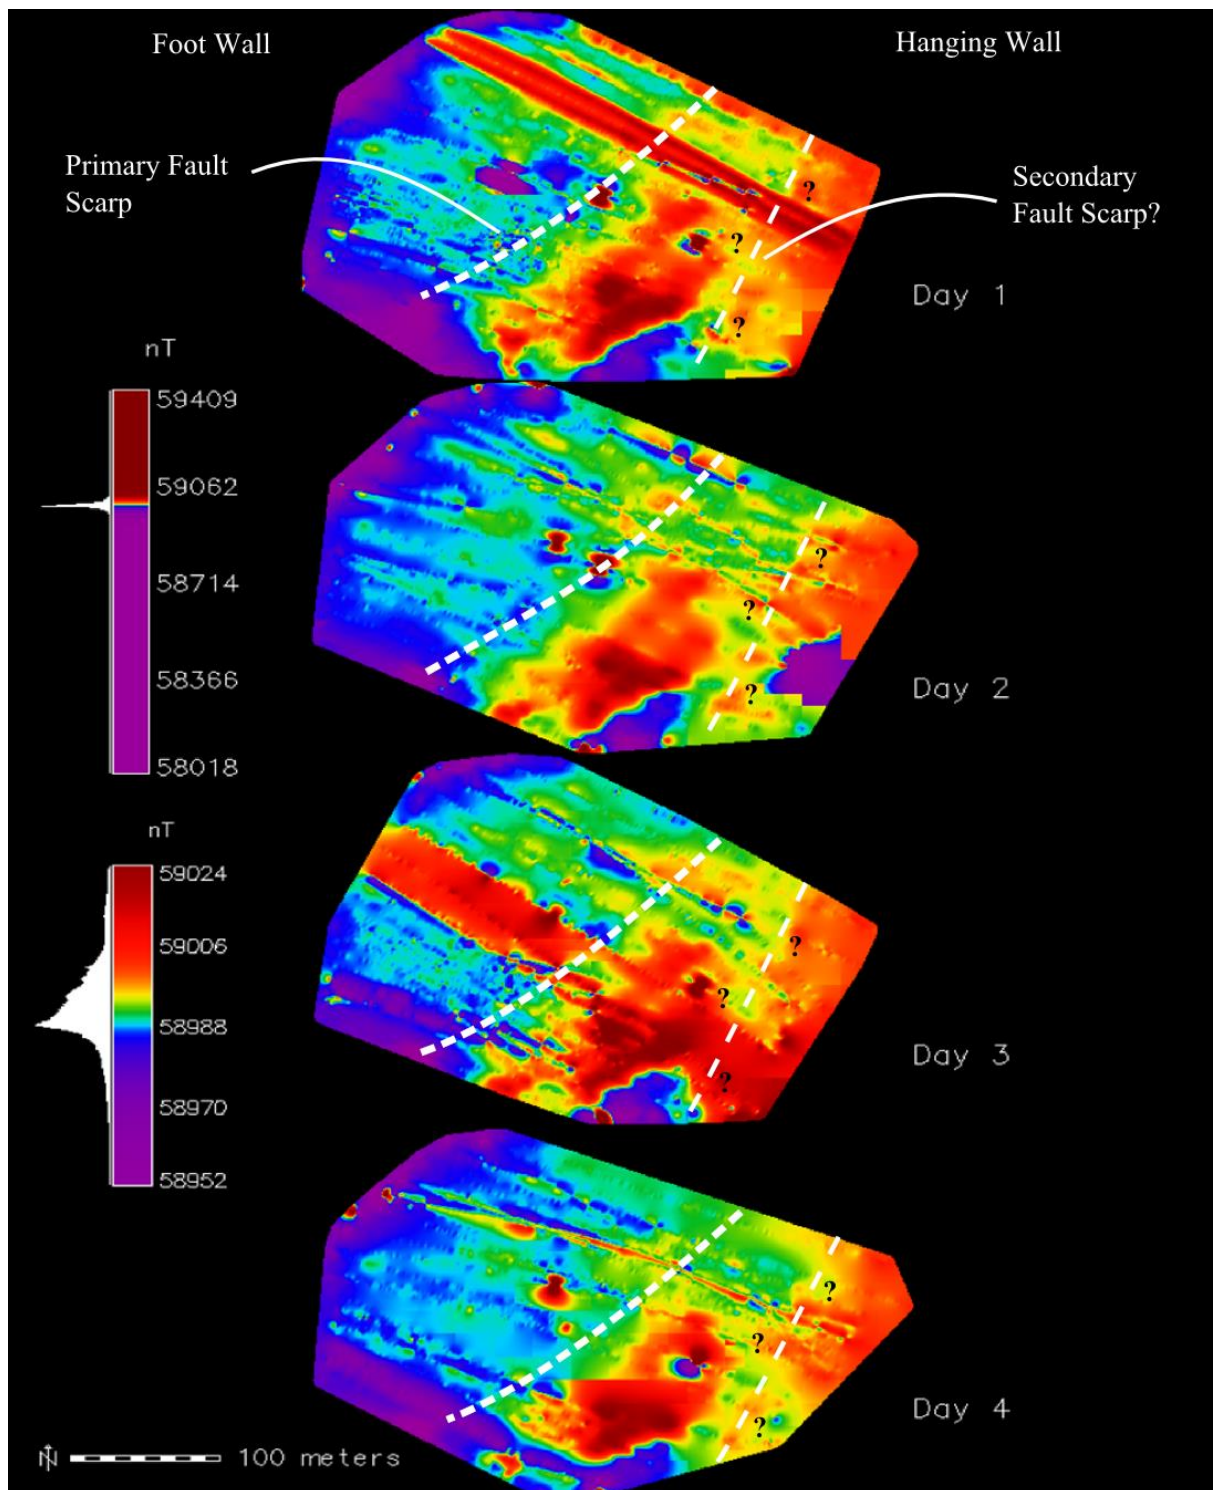 Foot Wall
Hanging Wall
Primary Fault
Scarp
Secondary
Fault Scarp?
?
?
?
Day 1
nT
59409
59062
58714
58366
58018
?
?
?
Day 2
nT
59024
59006
58988
58970
58952
?
?
?
Day 3
?
?
?
Day 4
N
100 meters